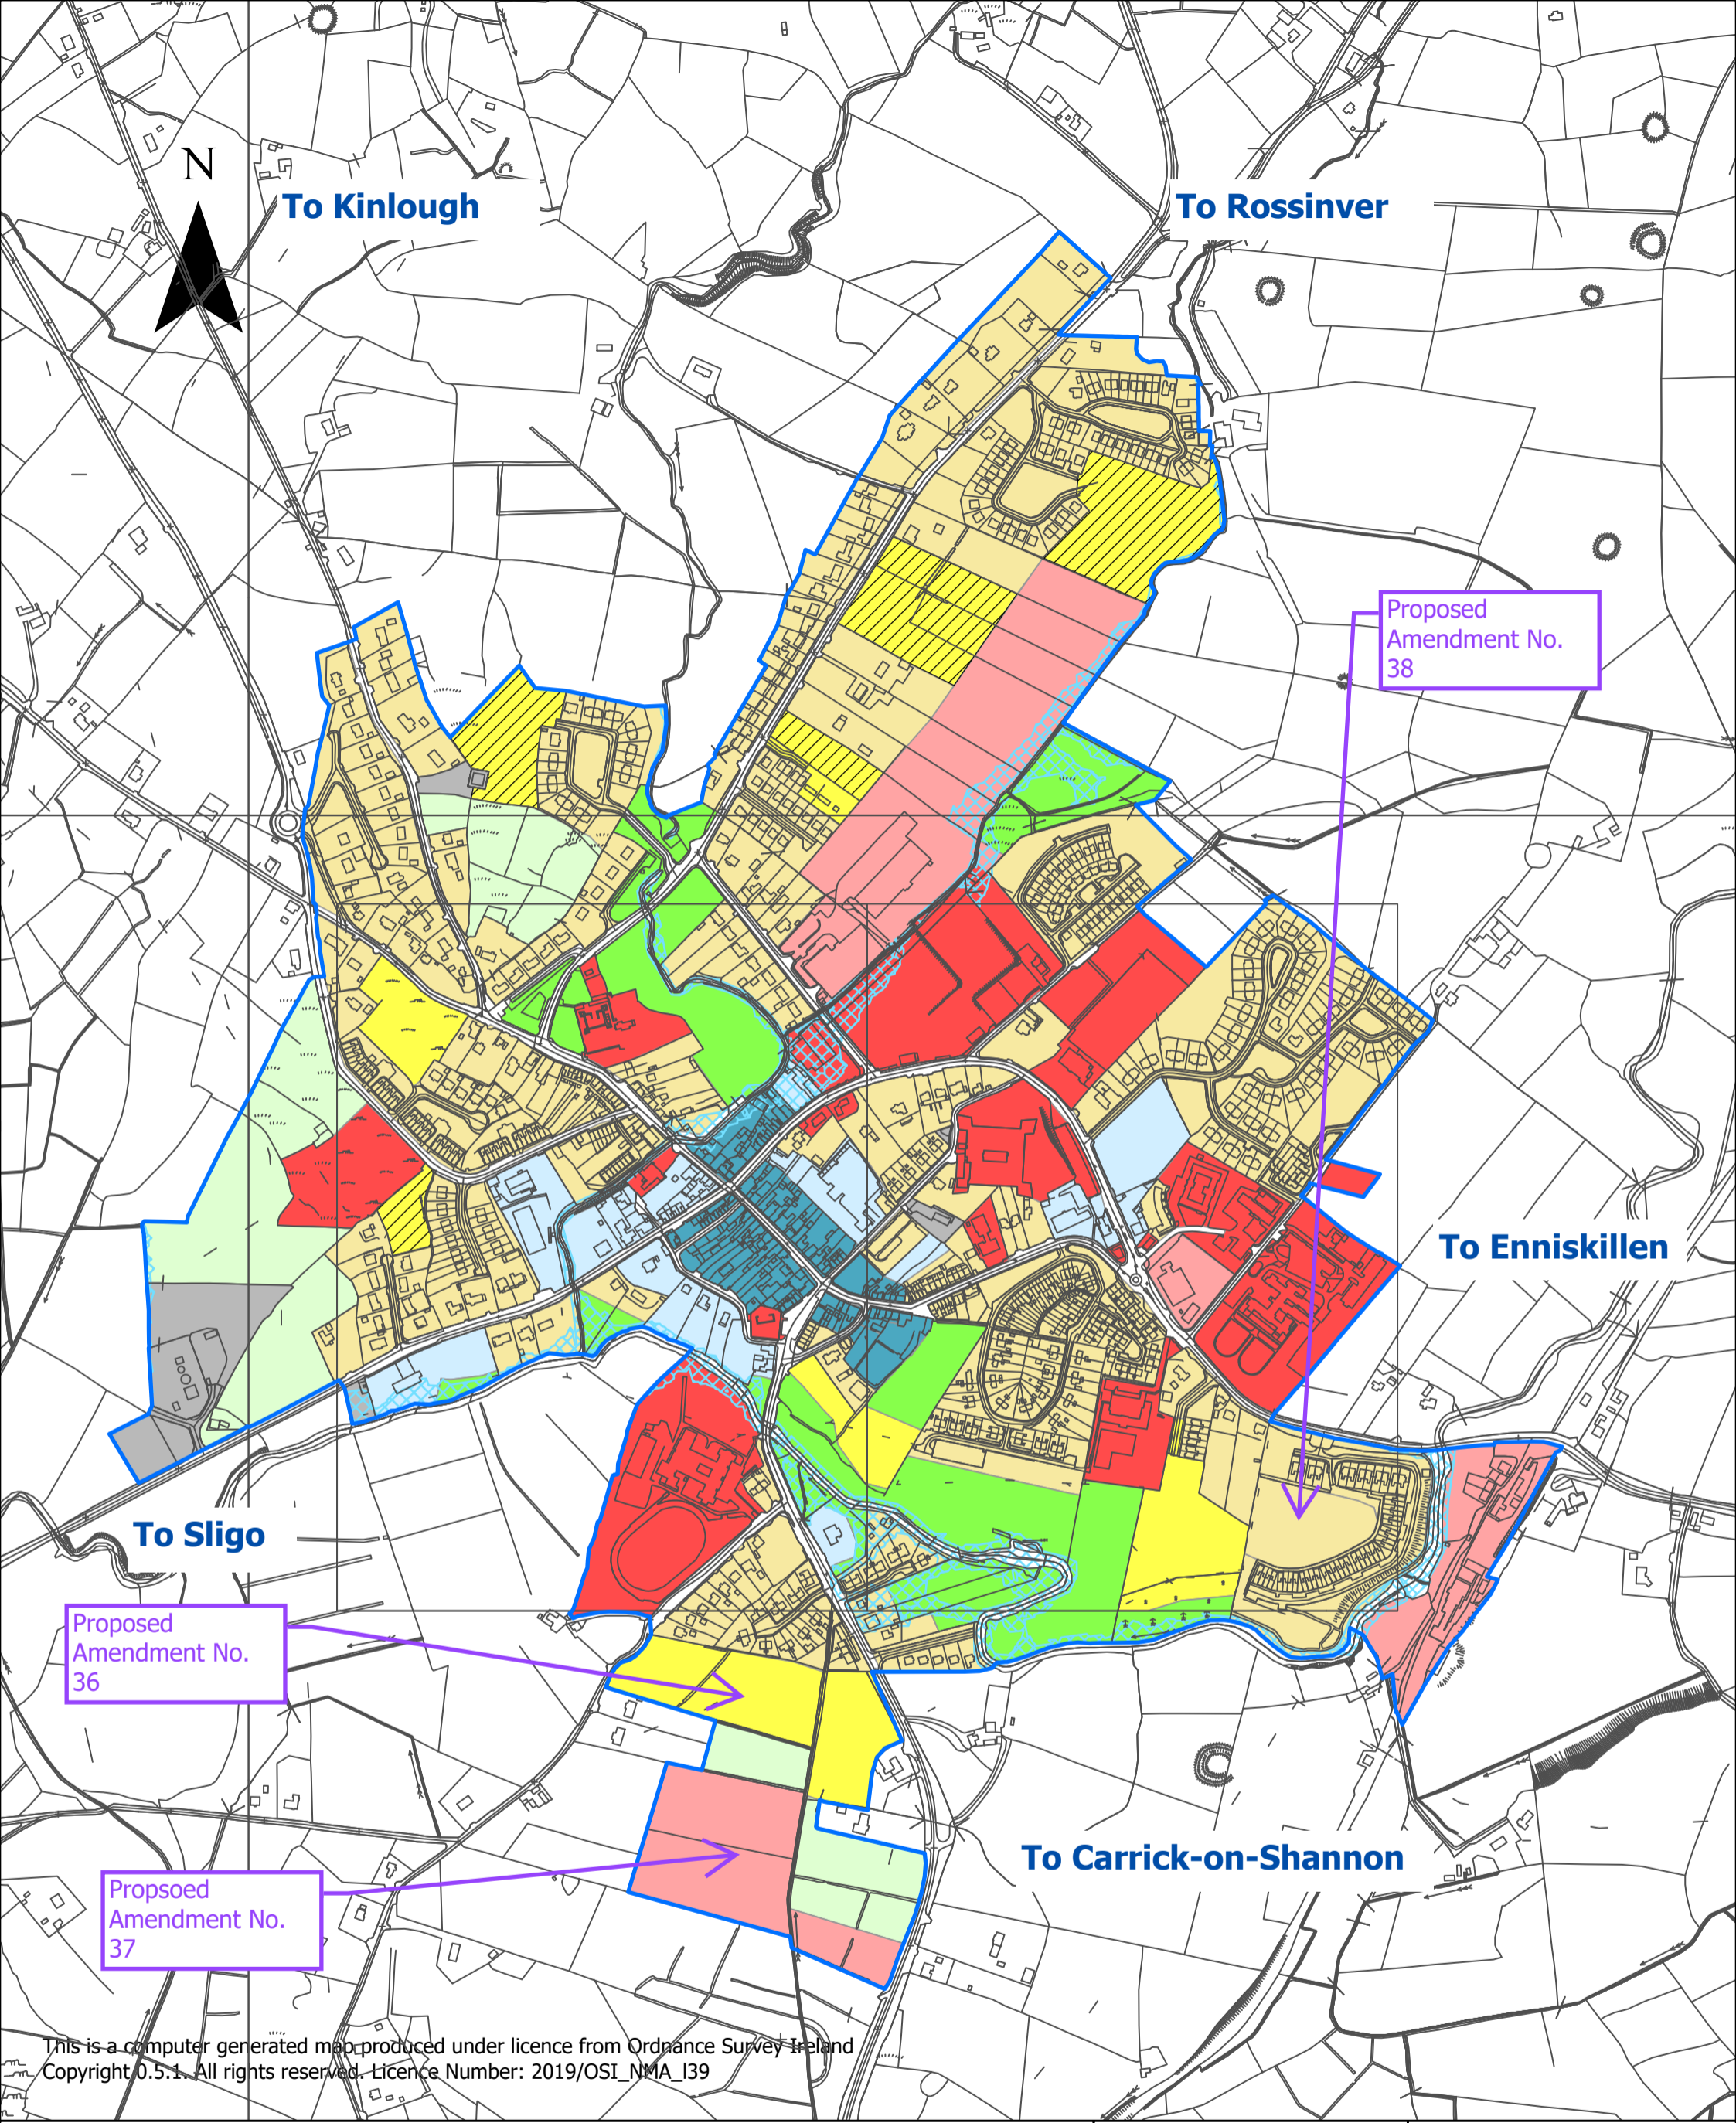 N
To Kinlough
To Rossinver
Proposed
Amendment No.
38
To Enniskillen
To Sligo
Proposed
Amendment No.
36
To Carrick-on-Shannon
Propsoed
Amendment No.
37
This is a computer generated map produced under licence from Ordnance Survey Ireland
Copyright 0.5.1. All rights reserved. Licence Number: 2019/OSI_NMA_l39